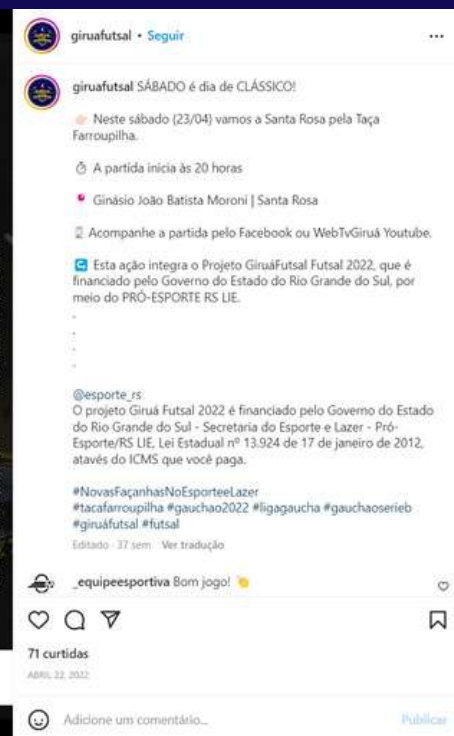 giruafutsal • Seguir
giruafutsal SÁBADO é dia de CLÁSSICO!
👉🏻 Neste sábado (23/04) vamos a Santa Rosa pela Taça
Farroupilha.
⏱ A partida inicia às 20 horas
📍 Ginásio João Batista Moroni | Santa Rosa
📱 Acompanhe a partida pelo Facebook ou WebTvGiruá Youtube.
Esta ação integra o Projeto GiruáFutsal Futsal 2022, que é
financiado pelo Governo do Estado do Rio Grande do Sul, por
meio do PRÓ-ESPORTE RS LIE.
.
.
.
.
@esporte_rs
O projeto Giruá Futsal 2022 é financiado pelo Governo do Estado
do Rio Grande do Sul - Secretaria do Esporte e Lazer - Pró-
Esporte/RS LIE, Lei Estadual nº 13.924 de 17 de janeiro de 2012,
atavés do ICMS que você paga.
#NovasFaçanhasNoEsporteeLazer
#tacafarroupilha #gauchao2022 #ligagaucha #gauchaoserieb
#giruáfutsal #futsal
Editado · 37 sem Ver tradução
_equipeesportiva Bom jogo! 👏
71 curtidas
ABRIL 22, 2022
Adicione um comentário...
Publicar